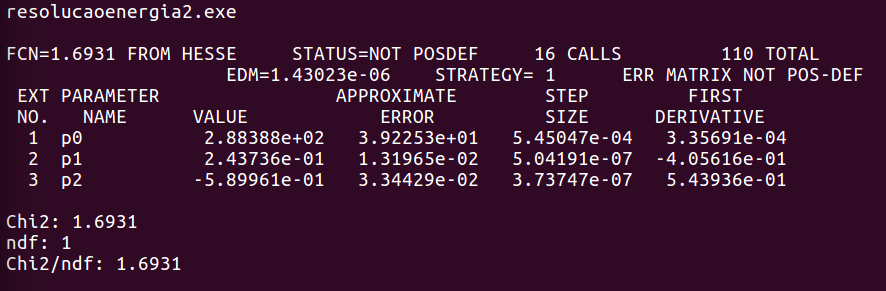 resolucaoenergia2.exe
FCN=1.6931 FROM HESSE     STATUS=NOT POSDEF     16 CALLS         110 TOTAL
                     EDM=1.43023e-06    STRATEGY= 1      ERR MATRIX NOT POS-DEF
 EXT PARAMETER                APPROXIMATE        STEP         FIRST
 NO.   NAME      VALUE            ERROR          SIZE      DERIVATIVE
  1  p0           2.88388e+02   3.92253e+01   5.45047e-04   3.35691e-04
  2  p1           2.43736e-01   1.31965e-02   5.04191e-07  -4.05616e-01
  3  p2          -5.89961e-01   3.34429e-02   3.73747e-07   5.43936e-01
Chi2: 1.6931
ndf: 1
Chi2/ndf: 1.6931